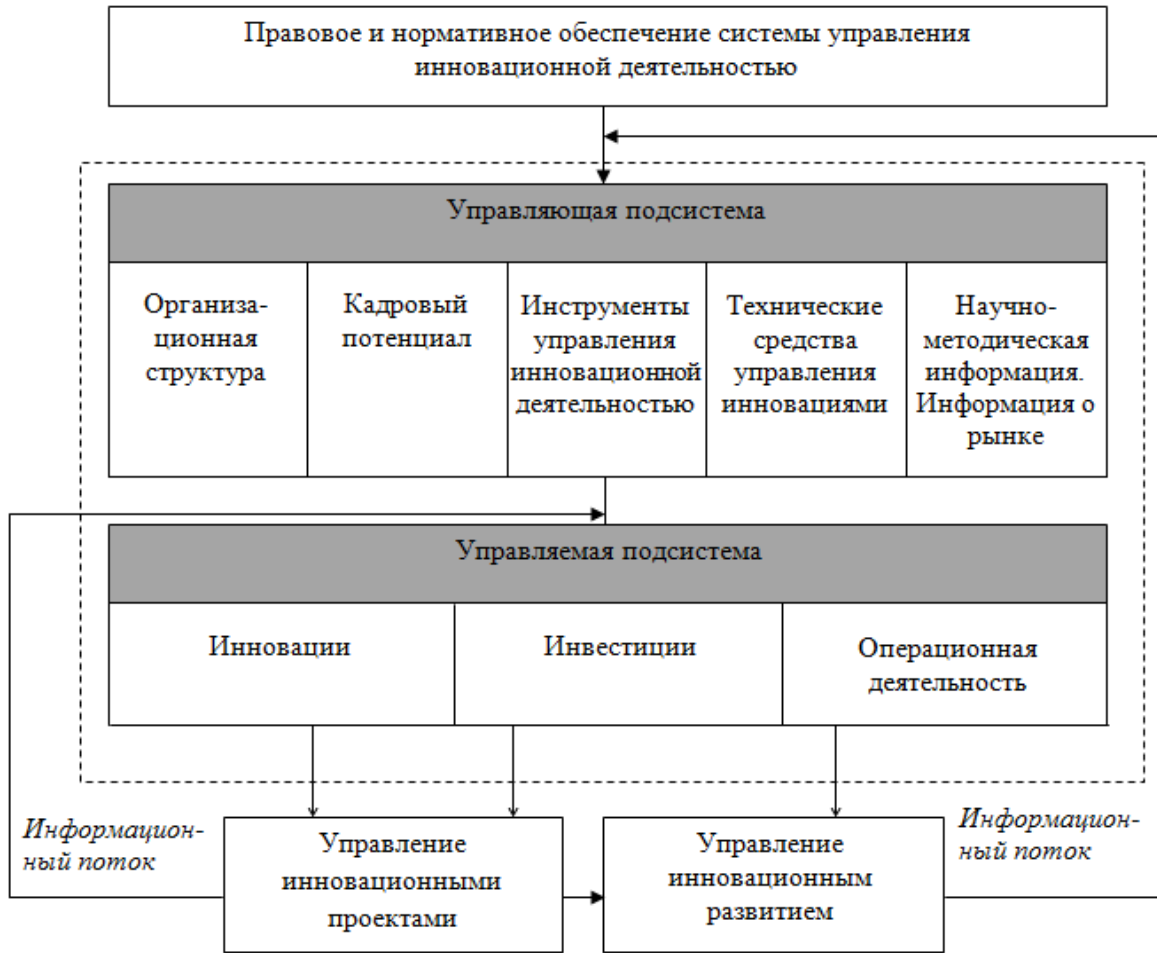 Правовое и нормативное обеспечение системы управления
инновационной деятельностью
Управляющая подсистема
Организа-
ционная
структура
Кадровый
потенциал
Инструменты
управления
инновационной
деятельностью
Технические
средства
управления
инновациями
Научно-
методическая
информация.
Информация о
рынке
Управляемая подсистема
Инновации
Инвестиции
Операционная
деятельность
Информацион-
ный поток
Управление
инновационными
проектами
Управление
инновационным
развитием
Информацион-
ный поток